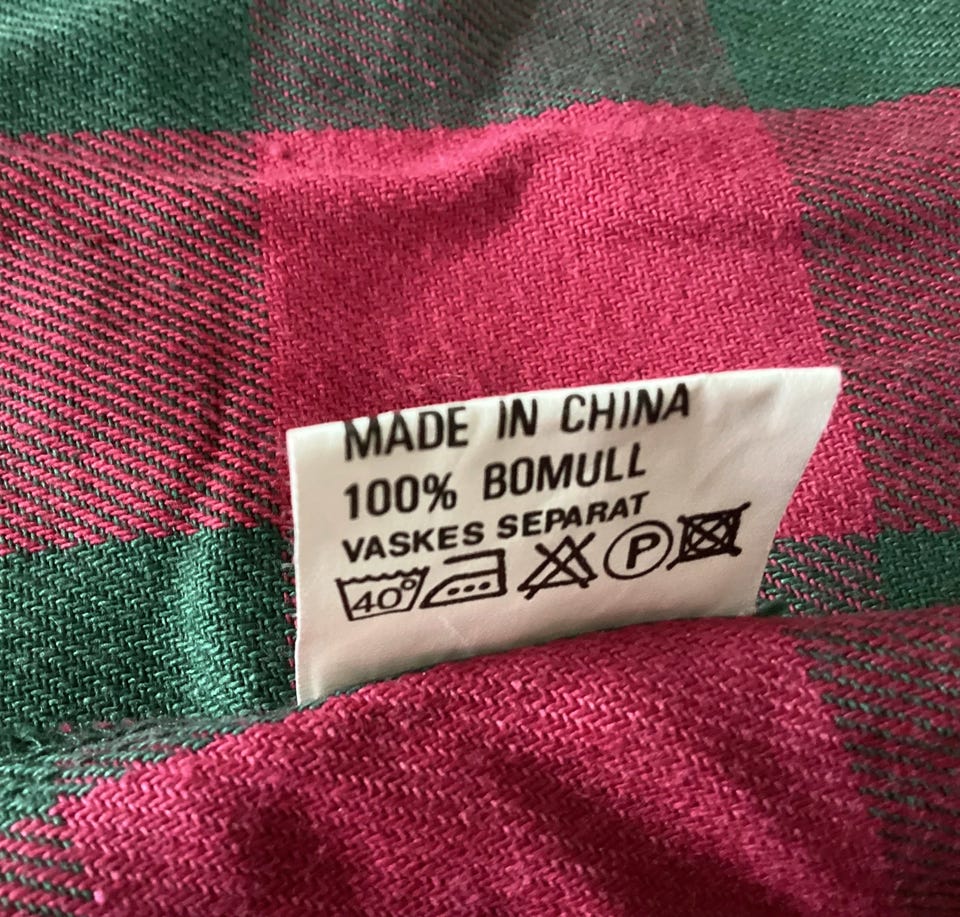 MADE IN CHINA
100% BOMULL
VASKES SEPARAT
40° P